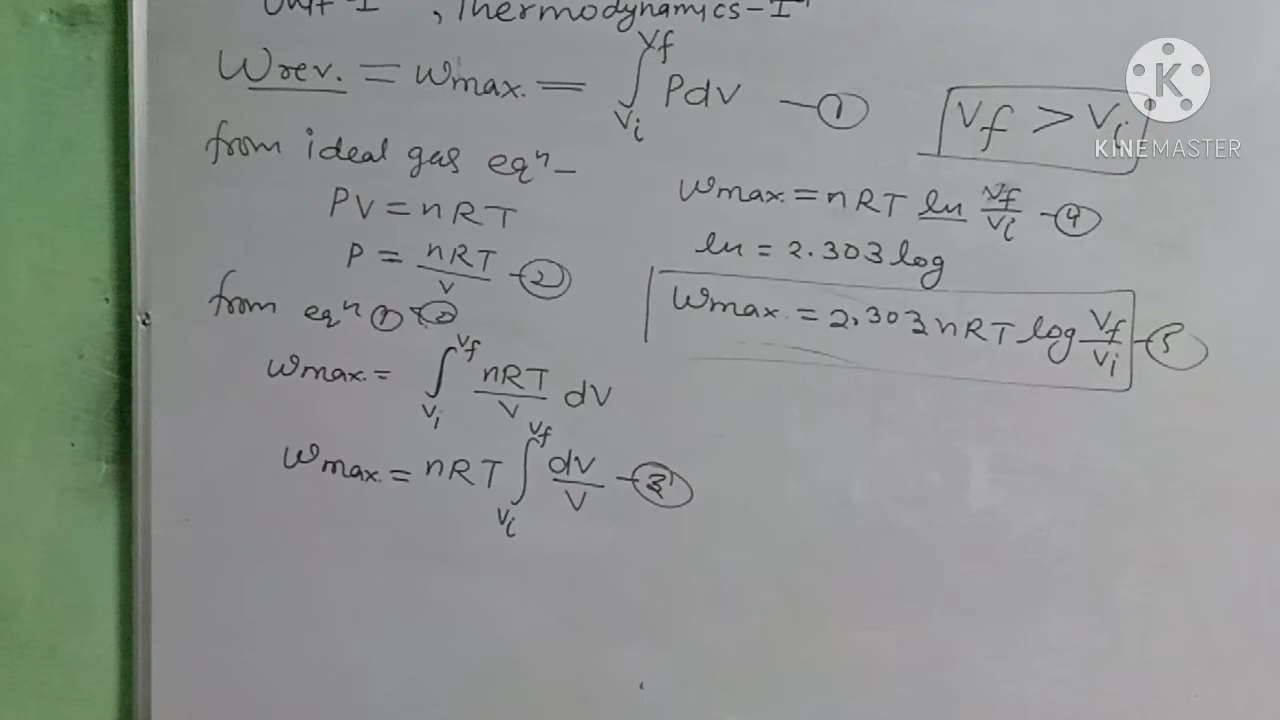 Unit-I , Thermodynamics-I
Wrev. = Wmax. = ∫_{Vi}^{Vf} PdV —①
Vf > Vi
K
KINEMASTER
from ideal gas eqⁿ–
PV = nRT
P = nRT/V —②
from eqⁿ ① ②
Wmax. = ∫_{Vi}^{Vf} nRT/V dV
Wmax. = nRT ∫_{Vi}^{Vf} dV/V —③
Wmax. = nRT ln Vf/Vi —④
ln = 2.303 log
Wmax. = 2.303 nRT log Vf/Vi —⑤